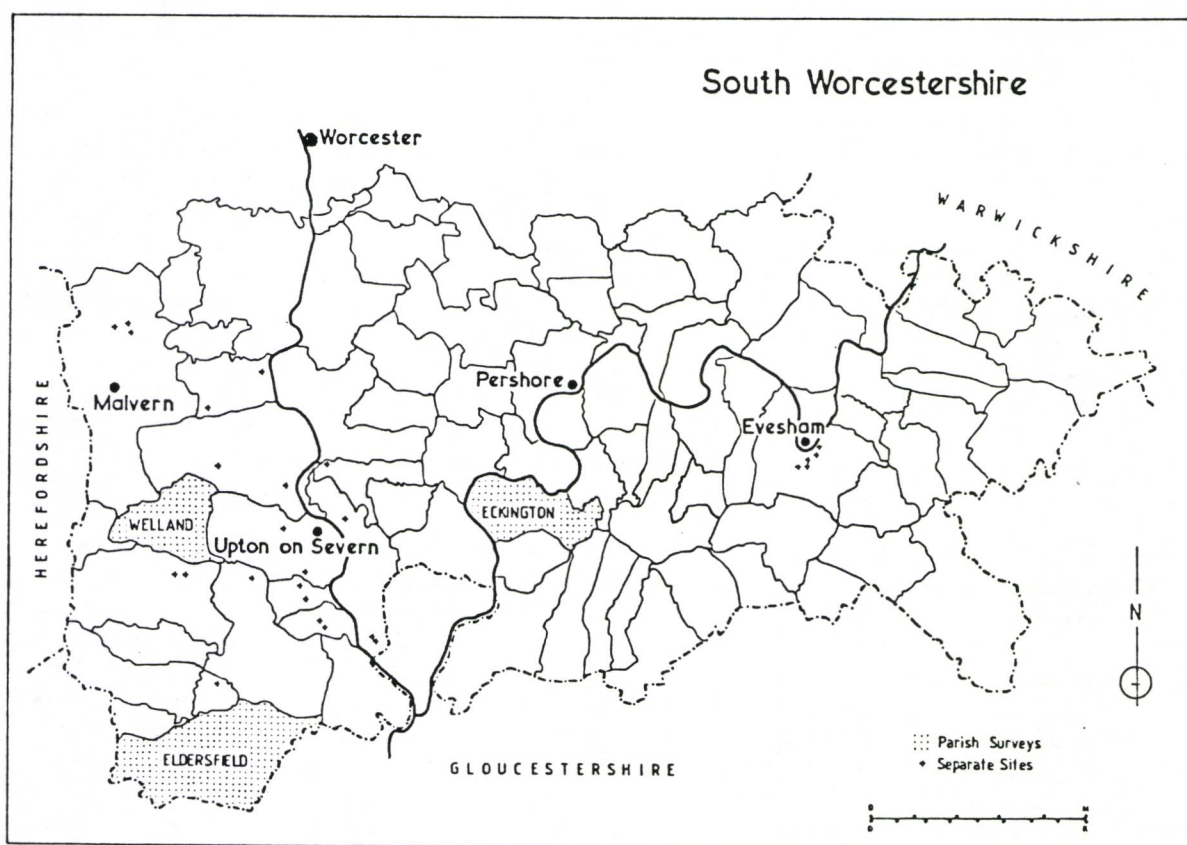 South Worcestershire
Worcester
WARWICKSHIRE
HEREFORDSHIRE
Malvern
Pershore
Evesham
WELLAND
ECKINGTON
Upton on Severn
N
ELDERSFIELD
GLOUCESTERSHIRE
Parish Surveys
Separate Sites